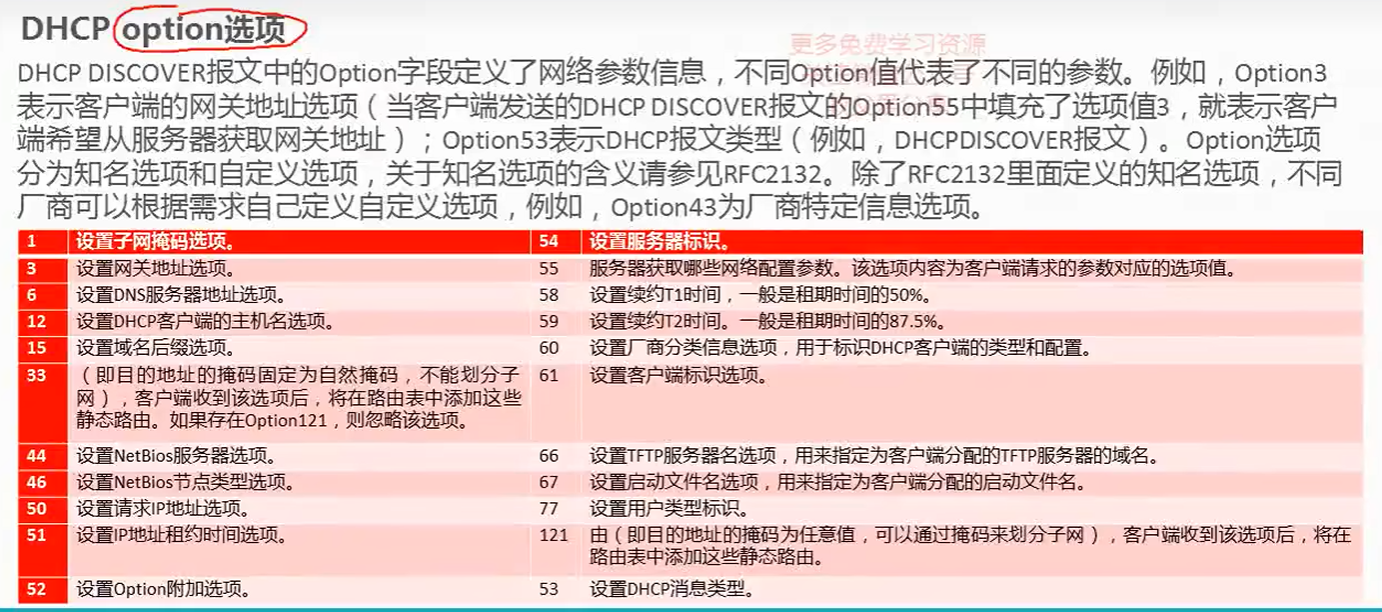 DHCP option选项
更多免费学习资源
DHCP DISCOVER报文中的Option字段定义了网络参数信息，不同Option值代表了不同的参数。例如，Option3
表示客户端的网关地址选项（当客户端发送的DHCP DISCOVER报文的Option55中填充了选项值3，就表示客户
端希望从服务器获取网关地址）；Option53表示DHCP报文类型（例如，DHCPDISCOVER报文）。Option选项
分为知名选项和自定义选项，关于知名选项的含义请参见RFC2132。除了RFC2132里面定义的知名选项，不同
厂商可以根据需求自己定义自定义选项，例如，Option43为厂商特定信息选项。
1 设置子网掩码选项。 54 设置服务器标识。
3 设置网关地址选项。 55 服务器获取哪些网络配置参数。该选项内容为客户端请求的参数对应的选项值。
6 设置DNS服务器地址选项。 58 设置续约T1时间，一般是租期时间的50%。
12 设置DHCP客户端的主机名选项。 59 设置续约T2时间。一般是租期时间的87.5%。
15 设置域名后缀选项。 60 设置厂商分类信息选项，用于标识DHCP客户端的类型和配置。
33 （即目的地址的掩码固定为自然掩码，不能划分子 61 设置客户端标识选项。
网），客户端收到该选项后，将在路由表中添加这些
静态路由。如果存在Option121，则忽略该选项。
44 设置NetBios服务器选项。 66 设置TFTP服务器名选项，用来指定为客户端分配的TFTP服务器的域名。
46 设置NetBios节点类型选项。 67 设置启动文件名选项，用来指定为客户端分配的启动文件名。
50 设置请求IP地址选项。 77 设置用户类型标识。
51 设置IP地址租约时间选项。 121 由（即目的地址的掩码为任意值，可以通过掩码来划分子网），客户端收到该选项后，将在
路由表中添加这些静态路由。
52 设置Option附加选项。 53 设置DHCP消息类型。